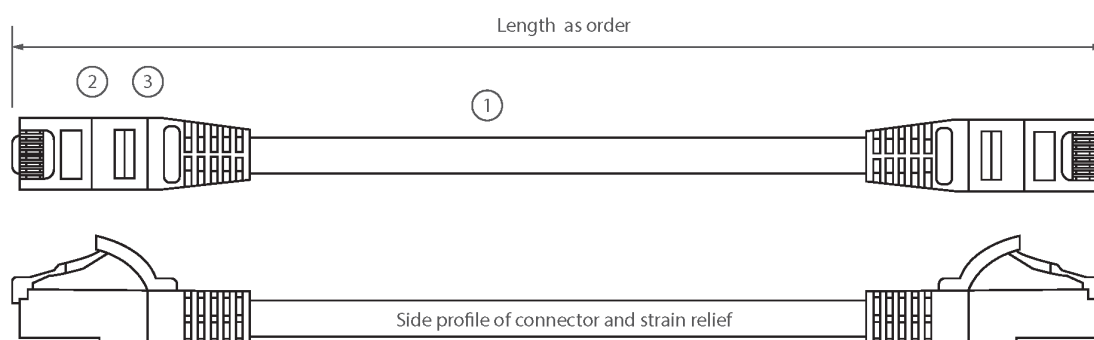 Length as order
2
3
1
Side profile of connector and strain relief